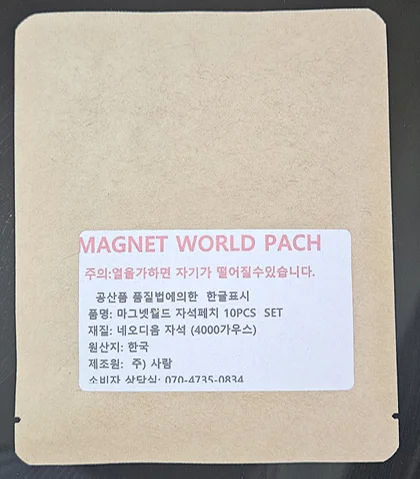 MAGNET WORLD PACH
주의:열을가하면 자기가 떨어질수있습니다.
공산품 품질법에의한 한글표시
품명: 마그넷월드 자석페치 10PCS SET
재질: 네오디음 자석 (4000가우스)
원산지: 한국
제조원: 주) 사람
소비자 상담실: 070-4735-0834